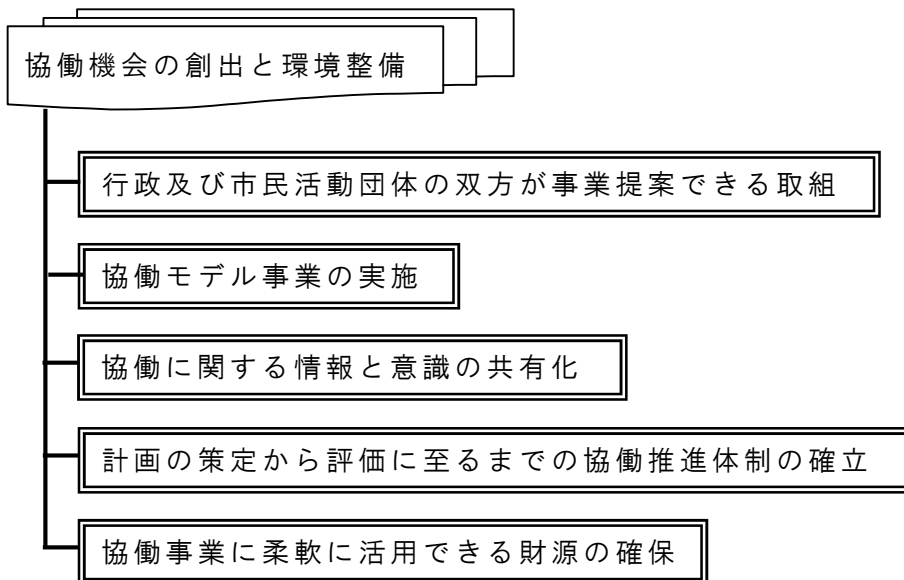 協働機会の創出と環境整備
行政及び市民活動団体の双方が事業提案できる取組
協働モデル事業の実施
協働に関する情報と意識の共有化
計画の策定から評価に至るまでの協働推進体制の確立
協働事業に柔軟に活用できる財源の確保